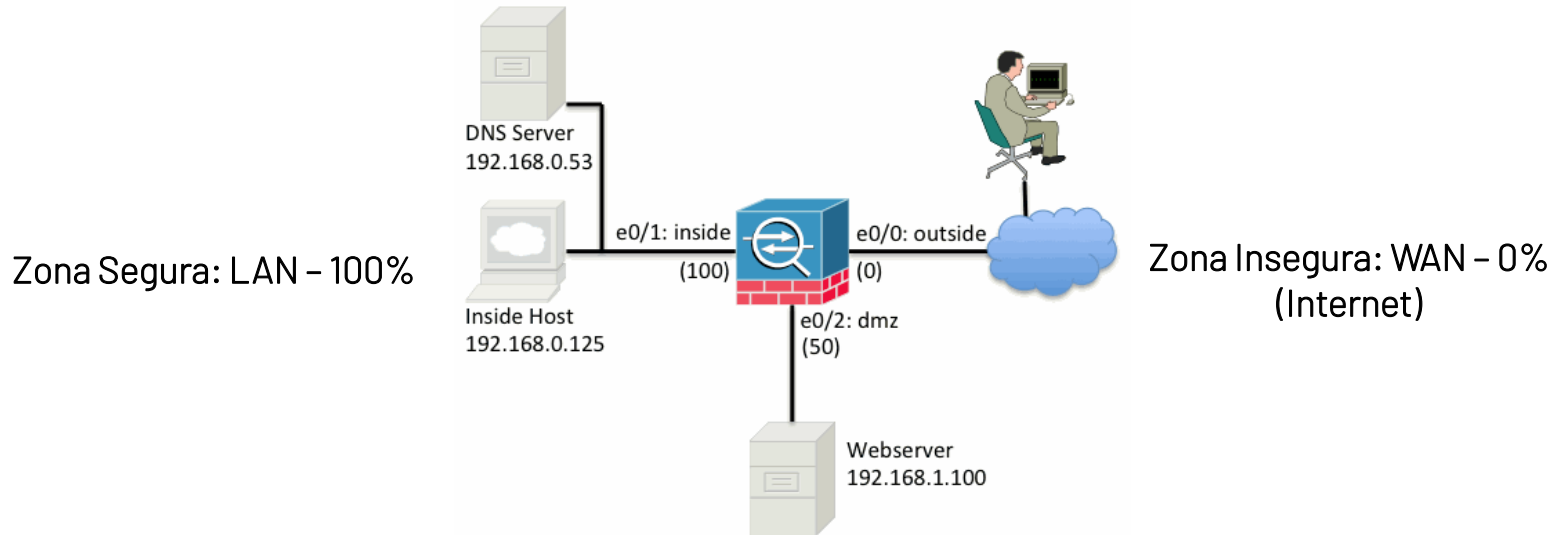 DNS Server
192.168.0.53
Zona Segura: LAN – 100%
e0/1: inside
(100)
e0/0: outside
(0)
Zona Insegura: WAN – 0%
(Internet)
Inside Host
192.168.0.125
e0/2: dmz
(50)
Webserver
192.168.1.100